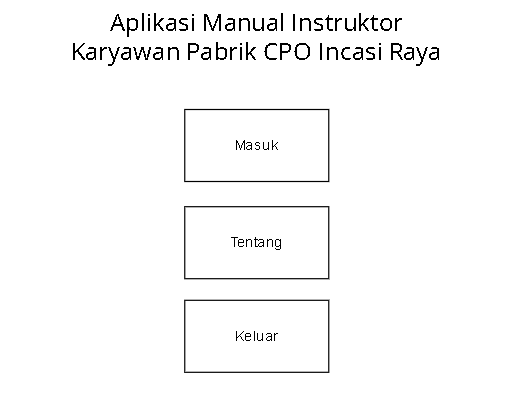 Aplikasi Manual Instruktor
Karyawan Pabrik CPO Incasi Raya
Masuk
Tentang
Keluar